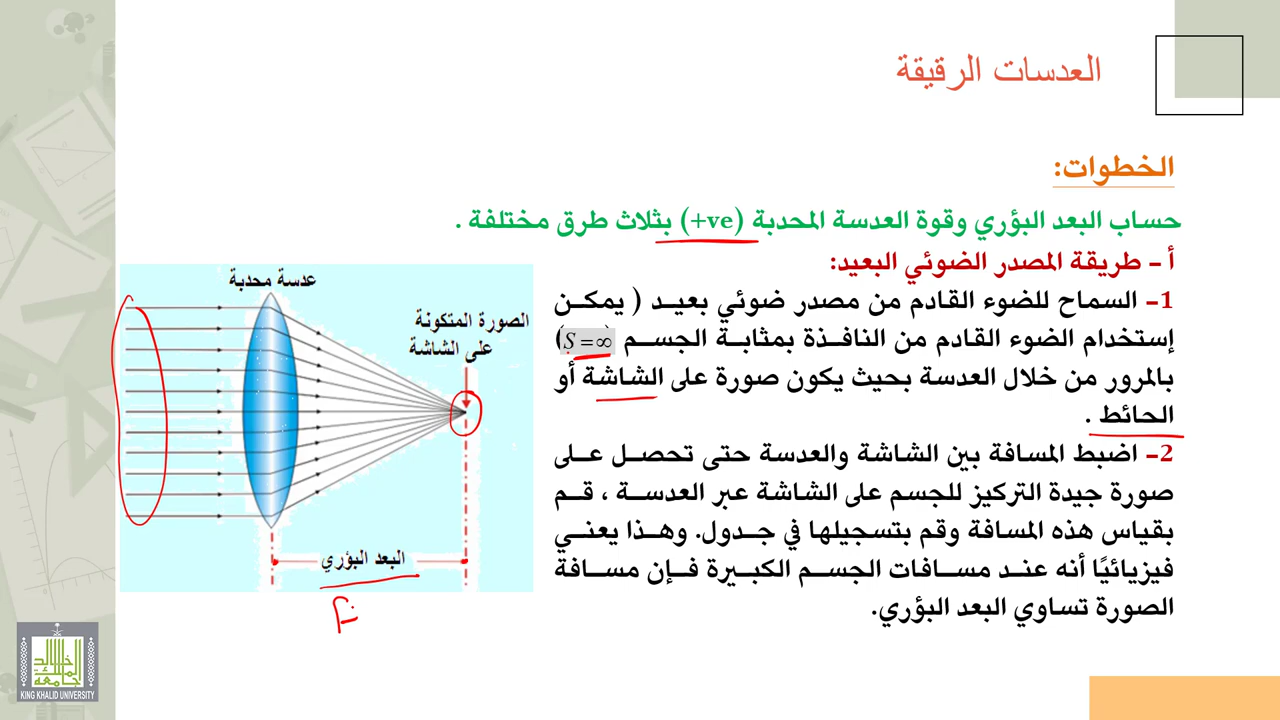 العدسات الرقيقة
الخطوات:
حساب البعد البؤري وقوة العدسة المحدبة (+ve) بثلاث طرق مختلفة .
أ – طريقة المصدر الضوئي البعيد:
1– السماح للضوء القادم من مصدر ضوئي بعيد ( يمكن
إستخدام الضوء القادم من النافذة بمثابة الجسم S = ∞)
بالمرور من خلال العدسة بحيث يكون صورة على الشاشة أو
الحائط .
2– اضبط المسافة بين الشاشة والعدسة حتى تحصل على
صورة جيدة التركيز للجسم على الشاشة عبر العدسة ، قم
بقياس هذه المسافة وقم بتسجيلها في جدول. وهذا يعني
فيزيائيًا أنه عند مسافات الجسم الكبيرة فإن مسافة
الصورة تساوي البعد البؤري.
عدسة محدبة
الصورة المتكونة
على الشاشة
البعد البؤري
F
جامعة الملك خالد
KING KHALID UNIVERSITY